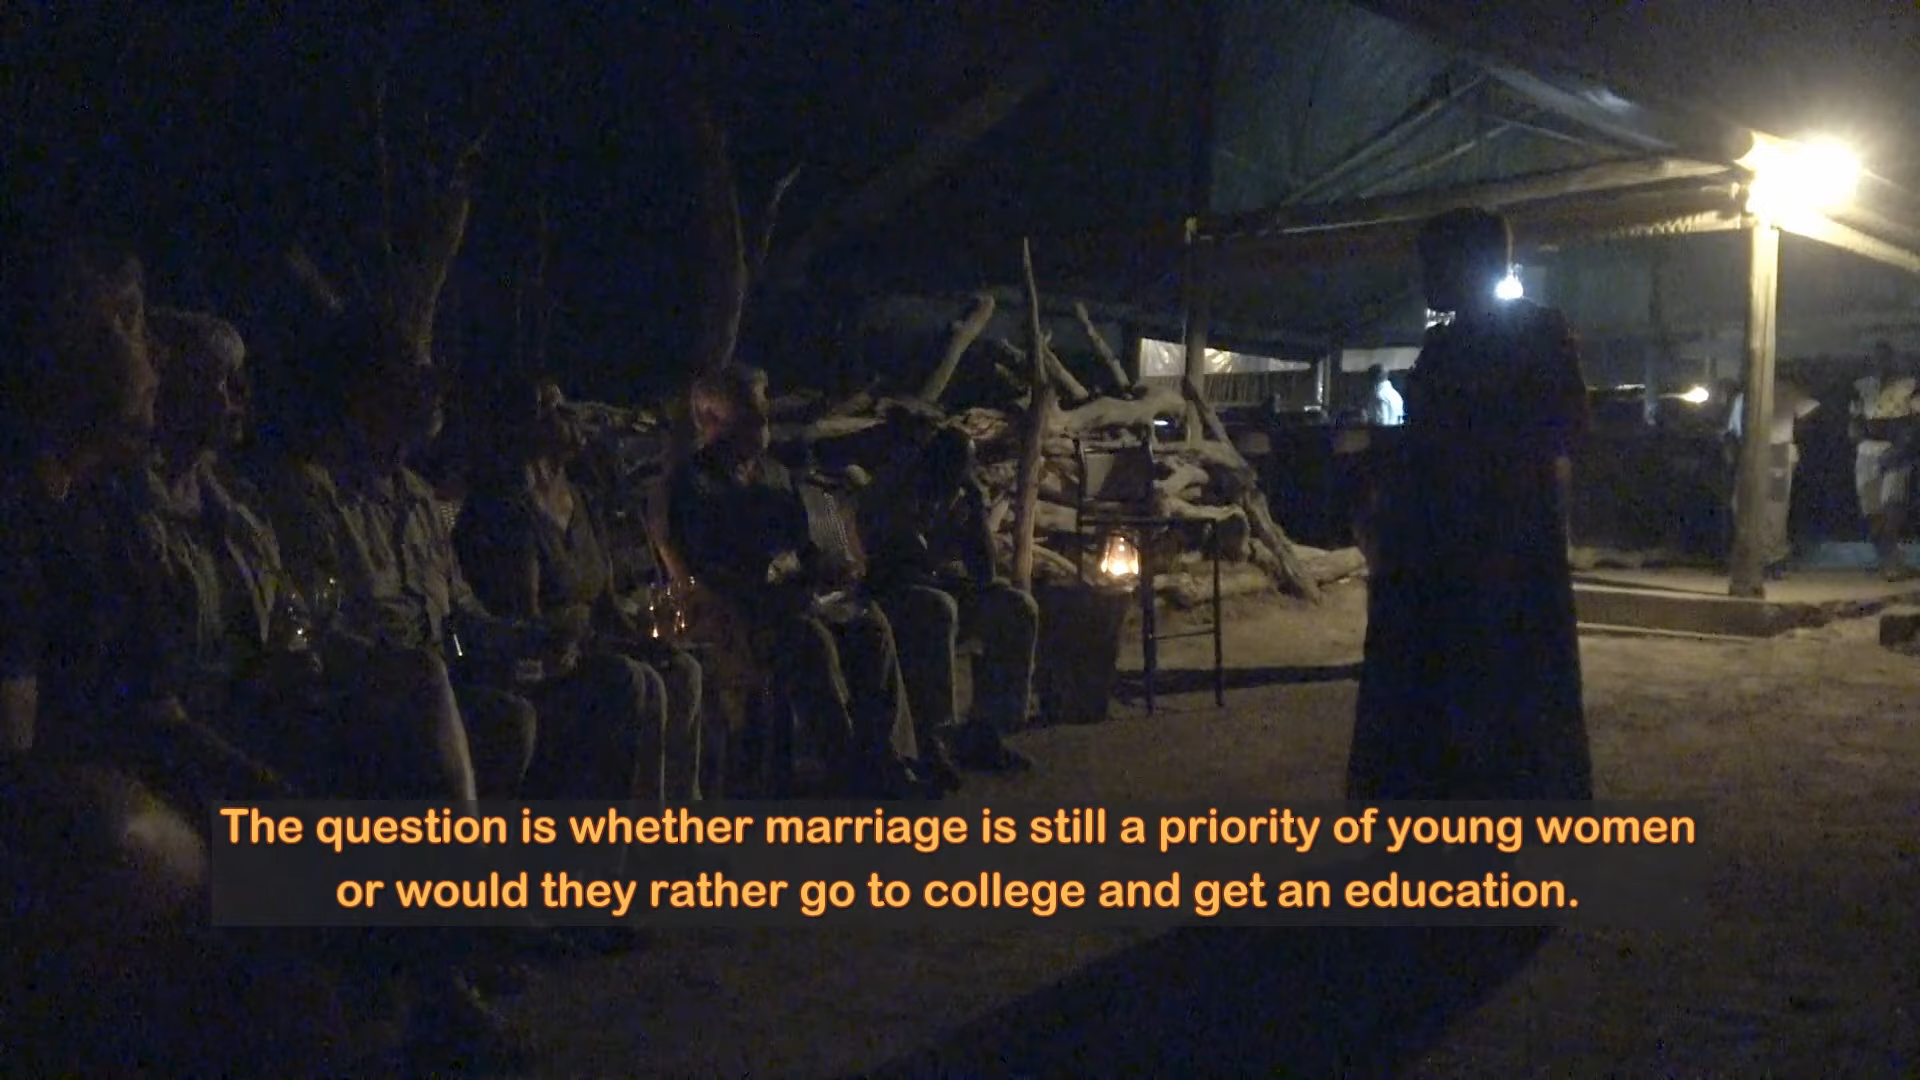 The question is whether marriage is still a priority of young women
or would they rather go to college and get an education.